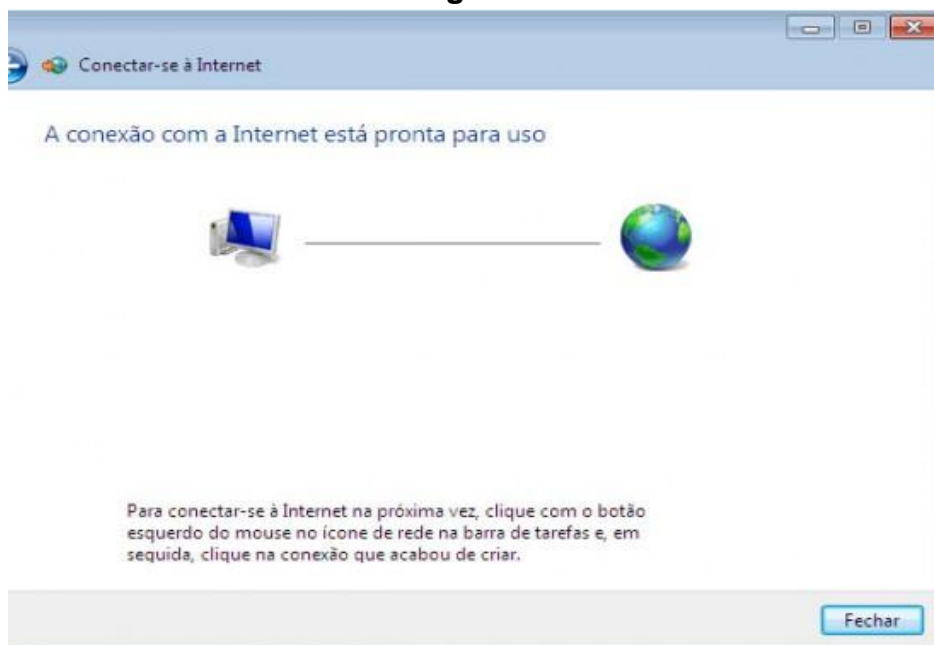 Conectar-se à Internet
A conexão com a Internet está pronta para uso
Para conectar-se à Internet na próxima vez, clique com o botão
esquerdo do mouse no ícone de rede na barra de tarefas e, em
seguida, clique na conexão que acabou de criar.
Fechar